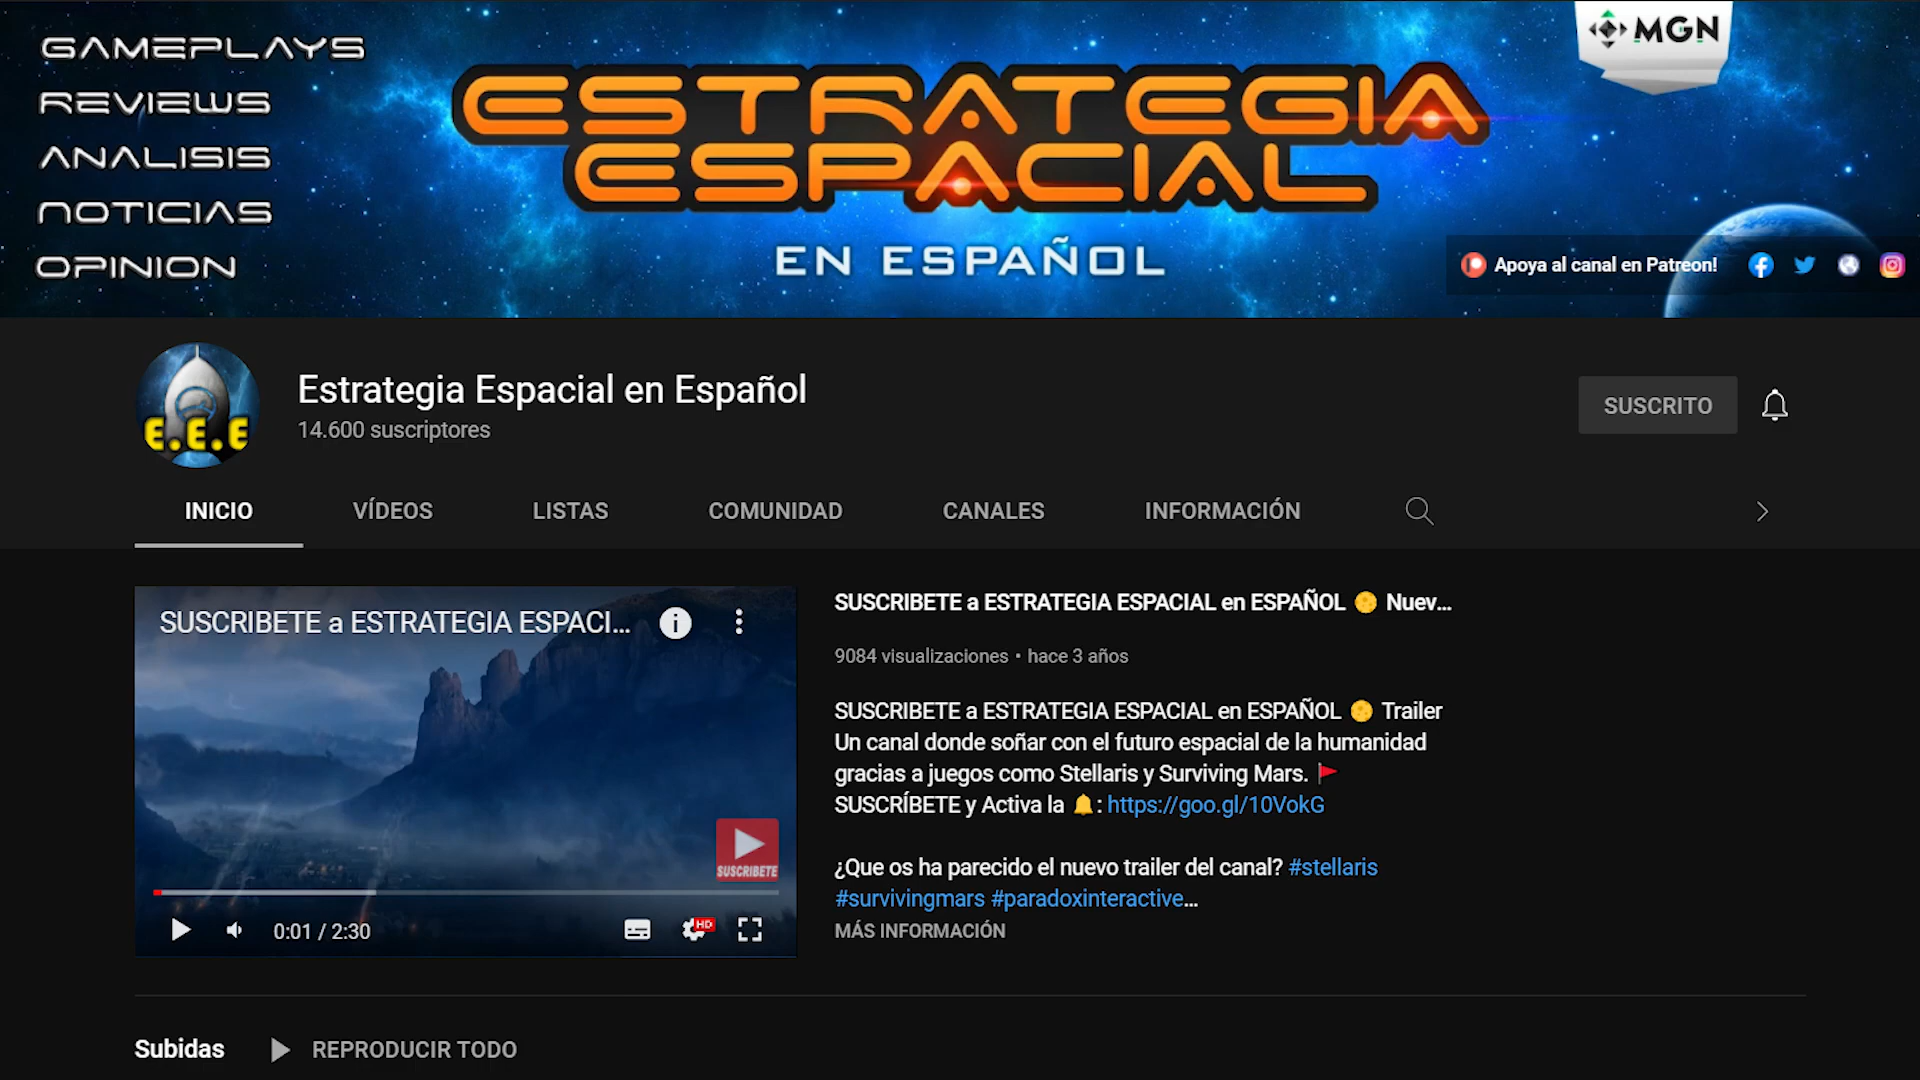 GAMEPLAYS
REVIEWS
ANALISIS
NOTICIAS
OPINION
ESTRATEGIA
ESPACIAL
EN ESPAÑOL
MGN
Apoya al canal en Patreon!
E.E.E
Estrategia Espacial en Español
14.600 suscriptores
SUSCRITO
INICIO
VÍDEOS
LISTAS
COMUNIDAD
CANALES
INFORMACIÓN
SUSCRIBETE a ESTRATEGIA ESPACI...
SUSCRIBETE
0:01 / 2:30
HD
SUSCRIBETE a ESTRATEGIA ESPACIAL en ESPAÑOL 🌕 Nuev...
9084 visualizaciones • hace 3 años
SUSCRIBETE a ESTRATEGIA ESPACIAL en ESPAÑOL 🌕 Trailer
Un canal donde soñar con el futuro espacial de la humanidad
gracias a juegos como Stellaris y Surviving Mars. 🚩
SUSCRÍBETE y Activa la 🔔: https://goo.gl/10VokG
¿Que os ha parecido el nuevo trailer del canal? #stellaris
#survivingmars #paradoxinteractive...
MÁS INFORMACIÓN
Subidas
REPRODUCIR TODO